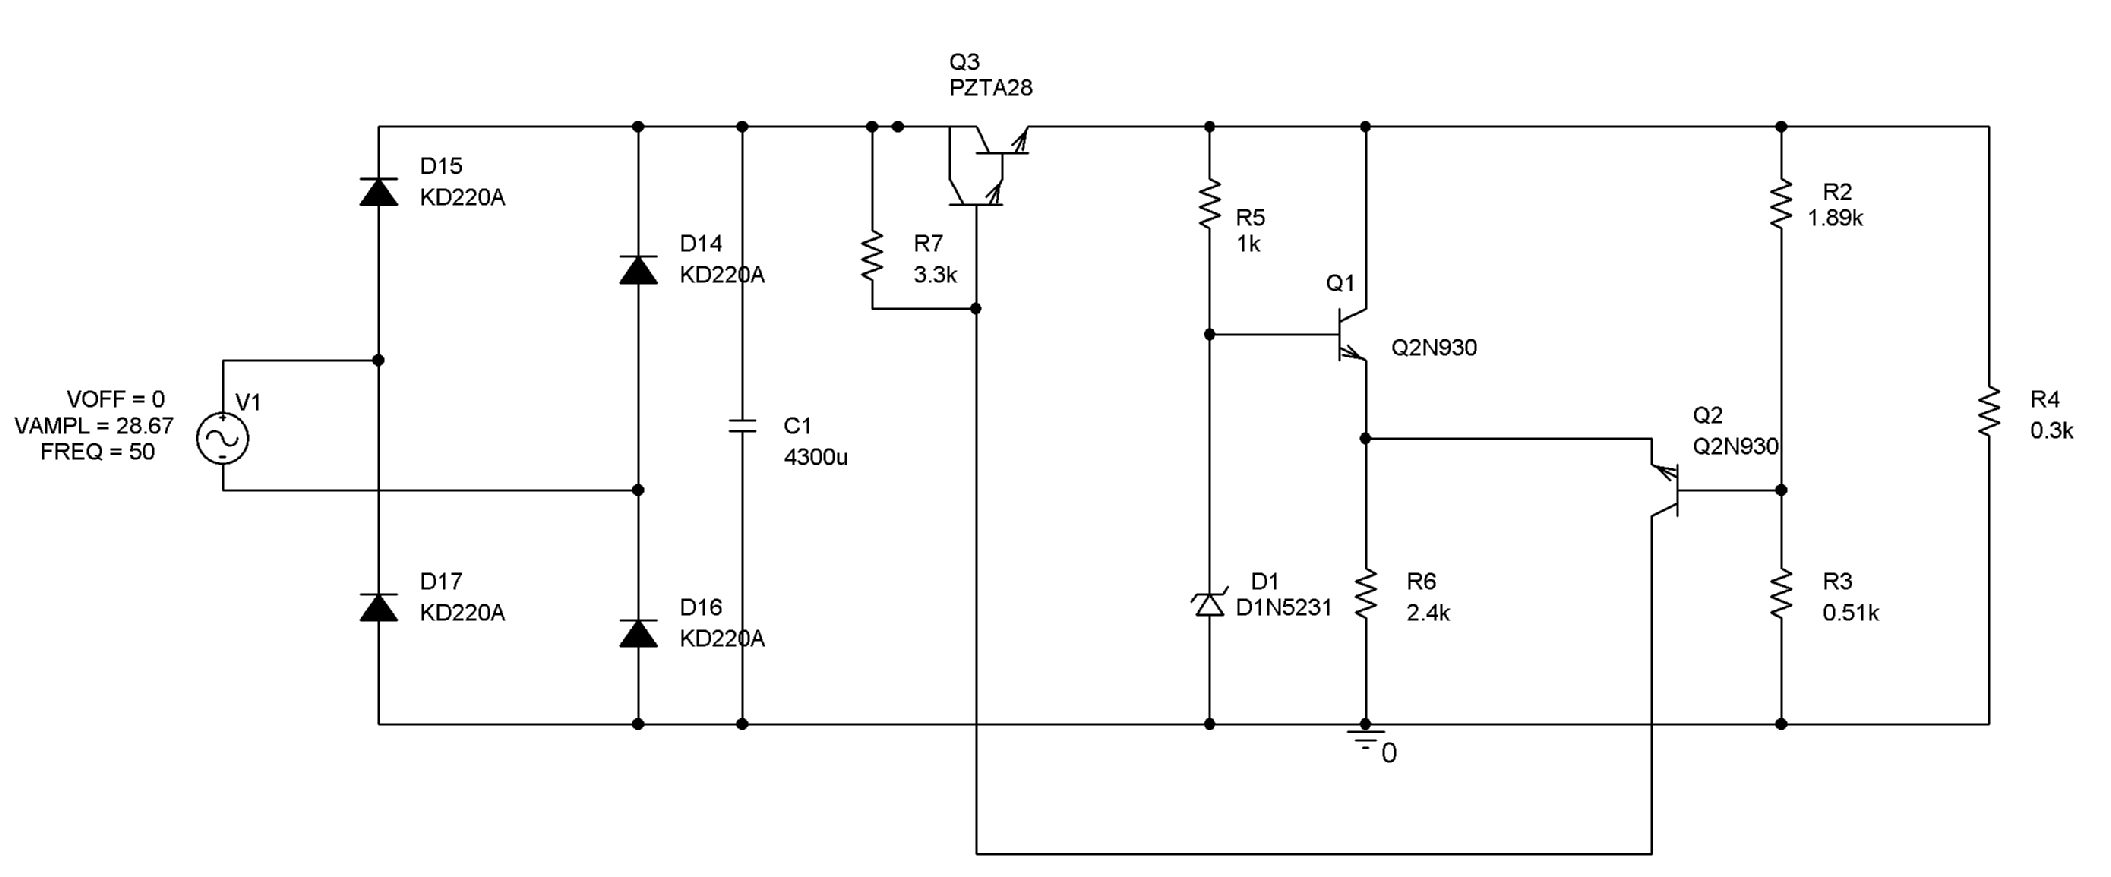 Q3
PZTA28
D15
KD220A
D14
KD220A
R7
3.3k
R5
1k
R2
1.89k
Q1
Q2N930
VOFF = 0
VAMPL = 28.67
FREQ = 50
V1
+
-
C1
4300u
Q2
Q2N930
R4
0.3k
D17
KD220A
D16
KD220A
D1
D1N5231
R6
2.4k
R3
0.51k
0